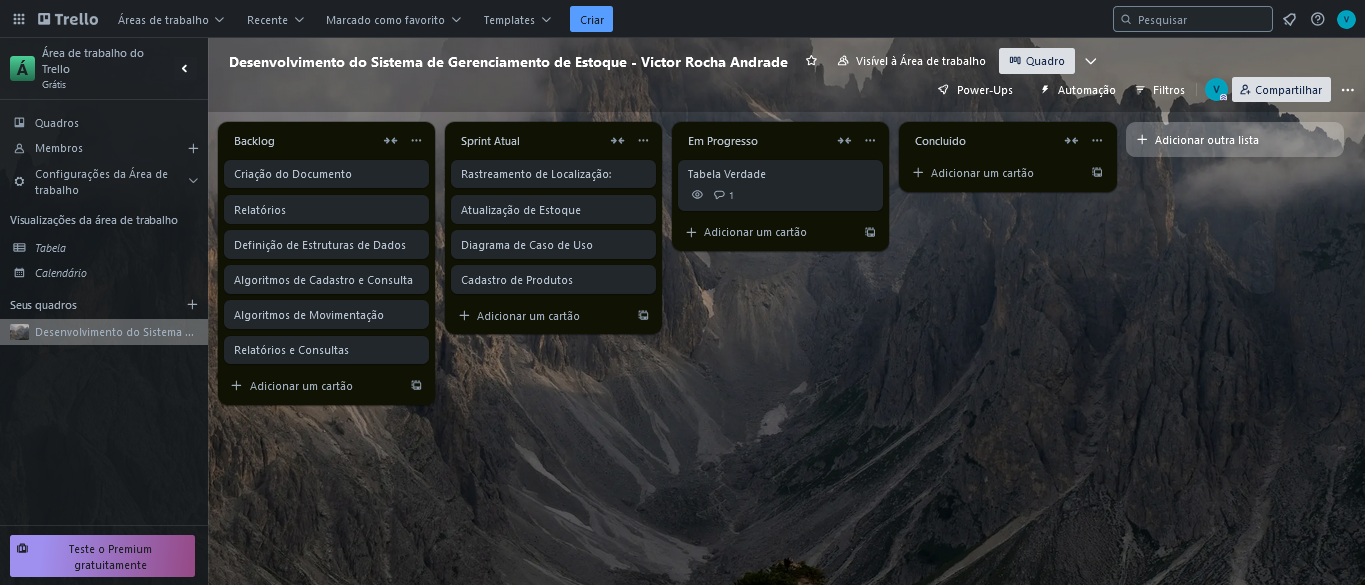 Trello
Áreas de trabalho
Recente
Marcado como favorito
Templates
Criar
Pesquisar
V
Á
Área de trabalho do
Trello
Grátis
Quadros
Membros
Configurações da Área de
trabalho
Visualizações da área de trabalho
Tabela
Calendário
Seus quadros
Desenvolvimento do Sistema ...
Teste o Premium
gratuitamente
Desenvolvimento do Sistema de Gerenciamento de Estoque - Victor Rocha Andrade
Visível à Área de trabalho
Quadro
Power-Ups
Automação
Filtros
V
Compartilhar
Backlog
Criação do Documento
Relatórios
Definição de Estruturas de Dados
Algoritmos de Cadastro e Consulta
Algoritmos de Movimentação
Relatórios e Consultas
Adicionar um cartão
Sprint Atual
Rastreamento de Localização:
Atualização de Estoque
Diagrama de Caso de Uso
Cadastro de Produtos
Adicionar um cartão
Em Progresso
Tabela Verdade
1
Adicionar um cartão
Concluído
Adicionar um cartão
Adicionar outra lista